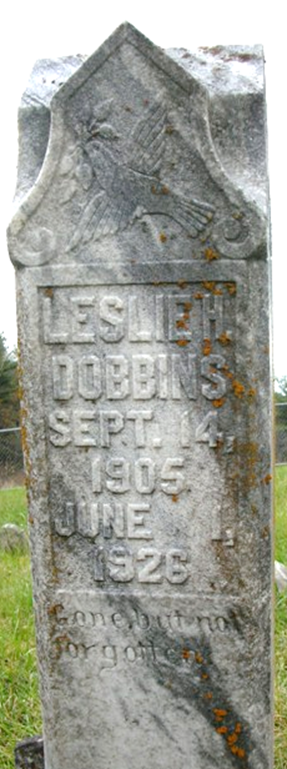 LESLIE H.
DOBBINS
SEPT. 14,
1905
JUNE 1,
1926
Gone, but not
forgotten